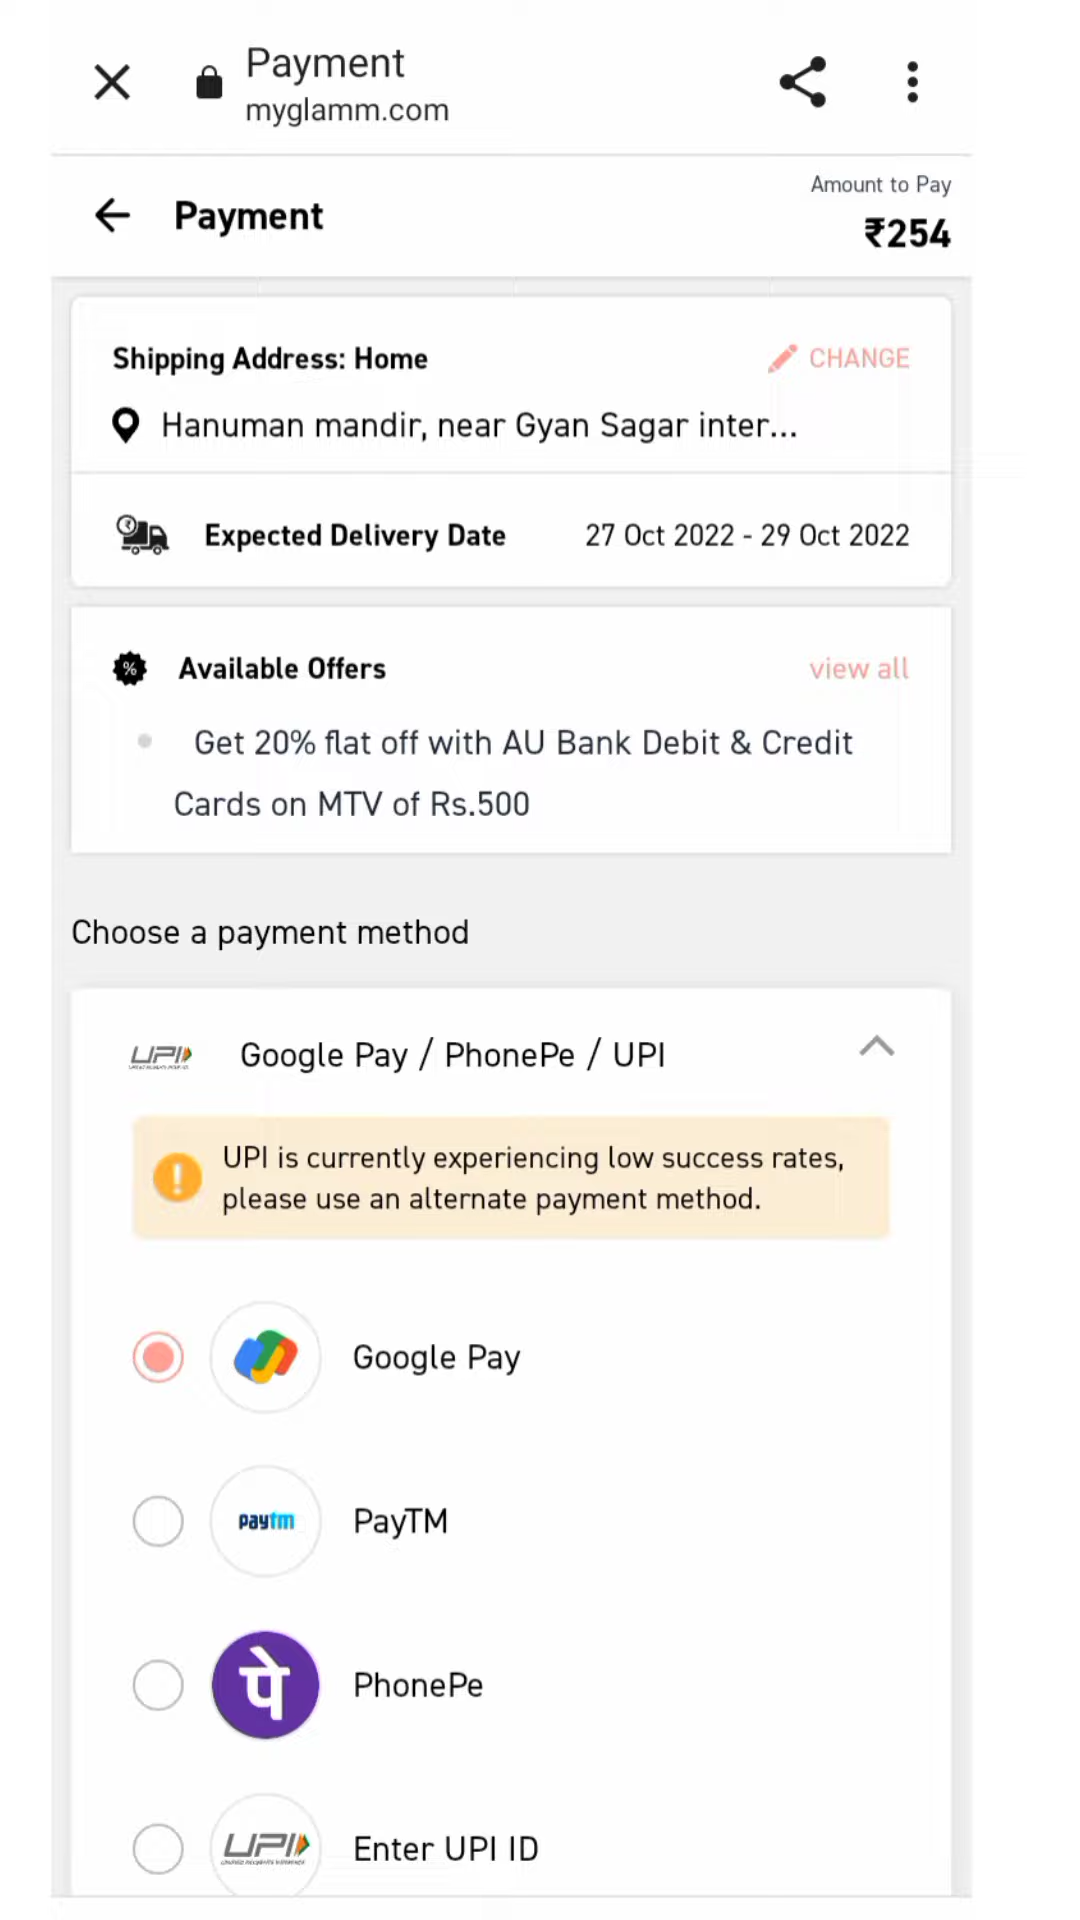 Payment
myglamm.com
Amount to Pay
Payment
₹254
Shipping Address: Home
CHANGE
Hanuman mandir, near Gyan Sagar inter...
Expected Delivery Date
27 Oct 2022 - 29 Oct 2022
Available Offers
view all
Get 20% flat off with AU Bank Debit & Credit
Cards on MTV of Rs.500
Choose a payment method
UPI
Google Pay / PhonePe / UPI
UPI is currently experiencing low success rates,
please use an alternate payment method.
Google Pay
paytm
PayTM
पे
PhonePe
UPI
Enter UPI ID